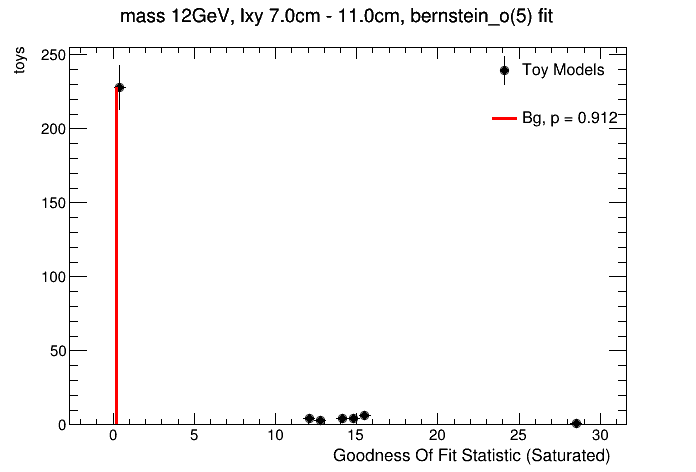 mass 12GeV, lxy 7.0cm - 11.0cm, bernstein_o(5) fit
toys
250
200
150
100
50
0
Toy Models
Bg, p = 0.912
0 5 10 15 20 25 30
Goodness Of Fit Statistic (Saturated)